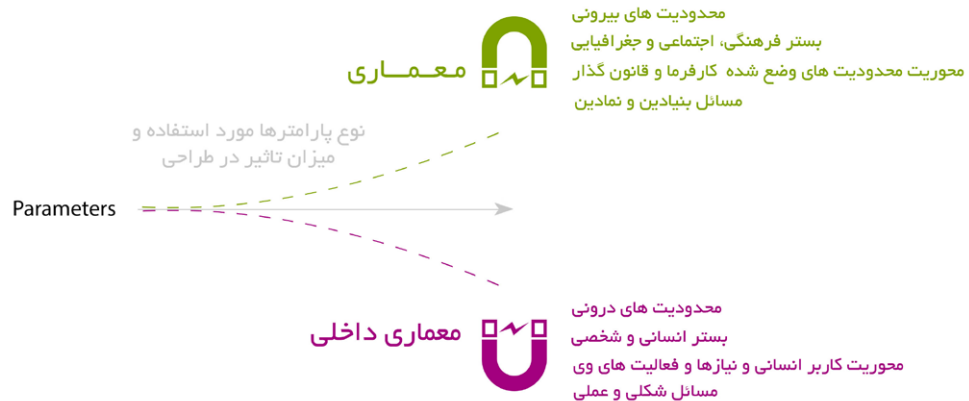 محدودیت های بیرونی
بستر فرهنگی، اجتماعی و جغرافیایی
معـمــاری
محوریت محدودیت های وضع شده کارفرما و قانون گذار
مسائل بنیادین و نمادین
نوع پارامترها مورد استفاده و
میزان تاثیر در طراحی
Parameters
محدودیت های درونی
معماری داخلی
بستر انسانی و شخصی
محوریت کاربر انسانی و نیازها و فعالیت های وی
مسائل شکلی و عملی